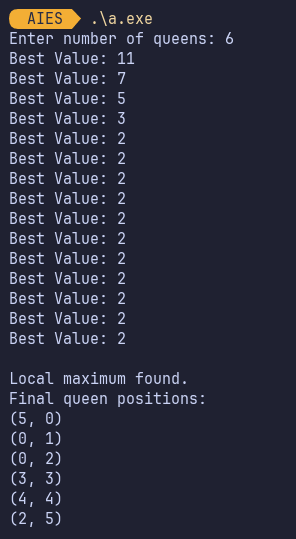 AIES .\a.exe
Enter number of queens: 6
Best Value: 11
Best Value: 7
Best Value: 5
Best Value: 3
Best Value: 2
Best Value: 2
Best Value: 2
Best Value: 2
Best Value: 2
Best Value: 2
Best Value: 2
Best Value: 2
Best Value: 2
Best Value: 2
Best Value: 2

Local maximum found.
Final queen positions:
(5, 0)
(0, 1)
(0, 2)
(3, 3)
(4, 4)
(2, 5)